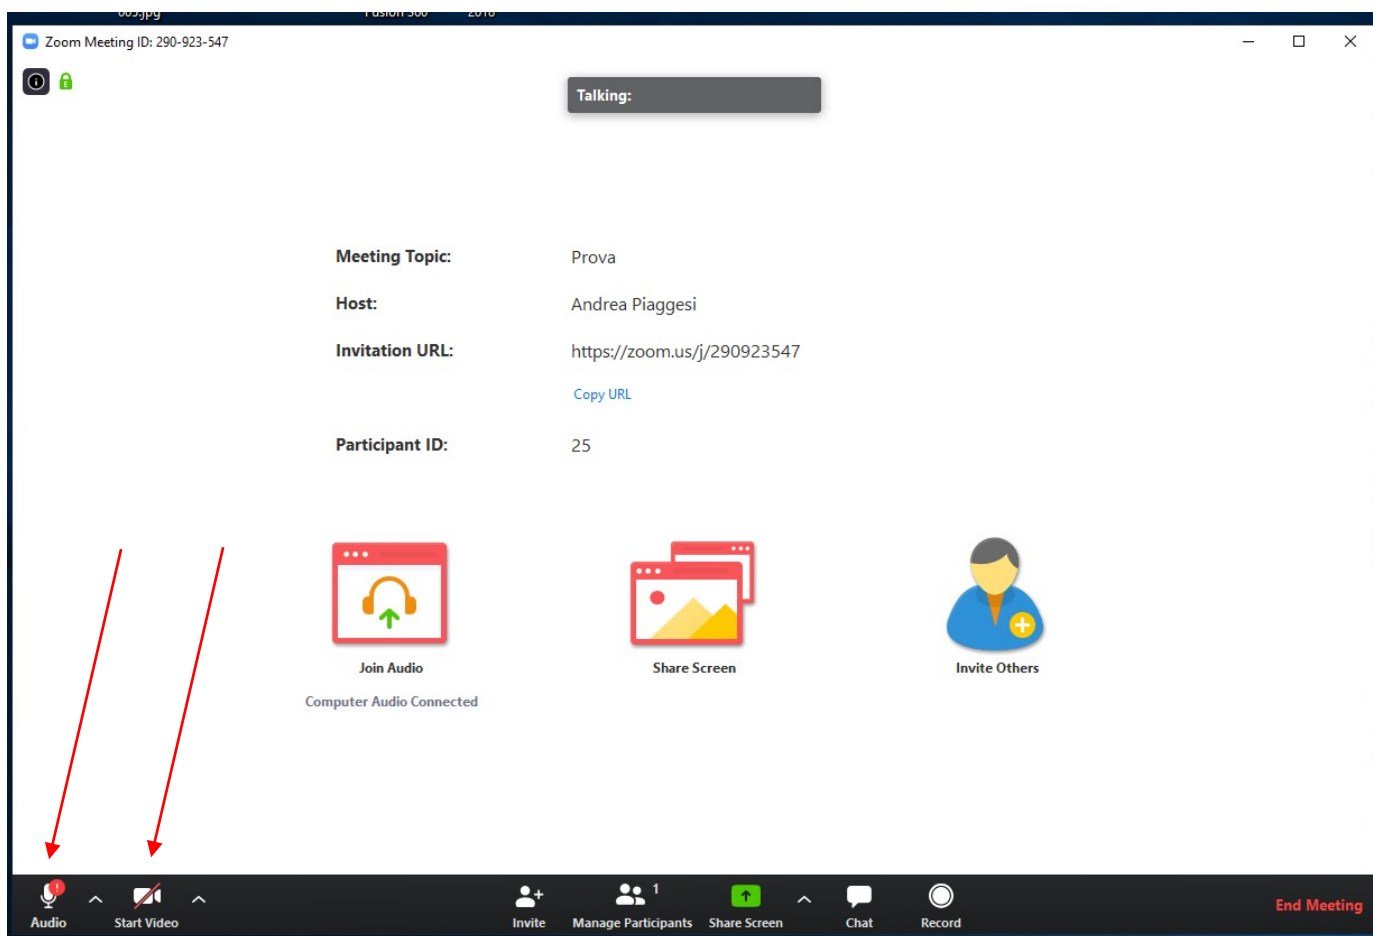 Zoom Meeting ID: 290-923-547
Talking:
Meeting Topic: Prova
Host: Andrea Piaggesi
Invitation URL: https://zoom.us/j/290923547
Copy URL
Participant ID: 25
Join Audio Share Screen Invite Others
Computer Audio Connected
1
Audio Start Video Invite Manage Participants Share Screen Chat Record End Meeting